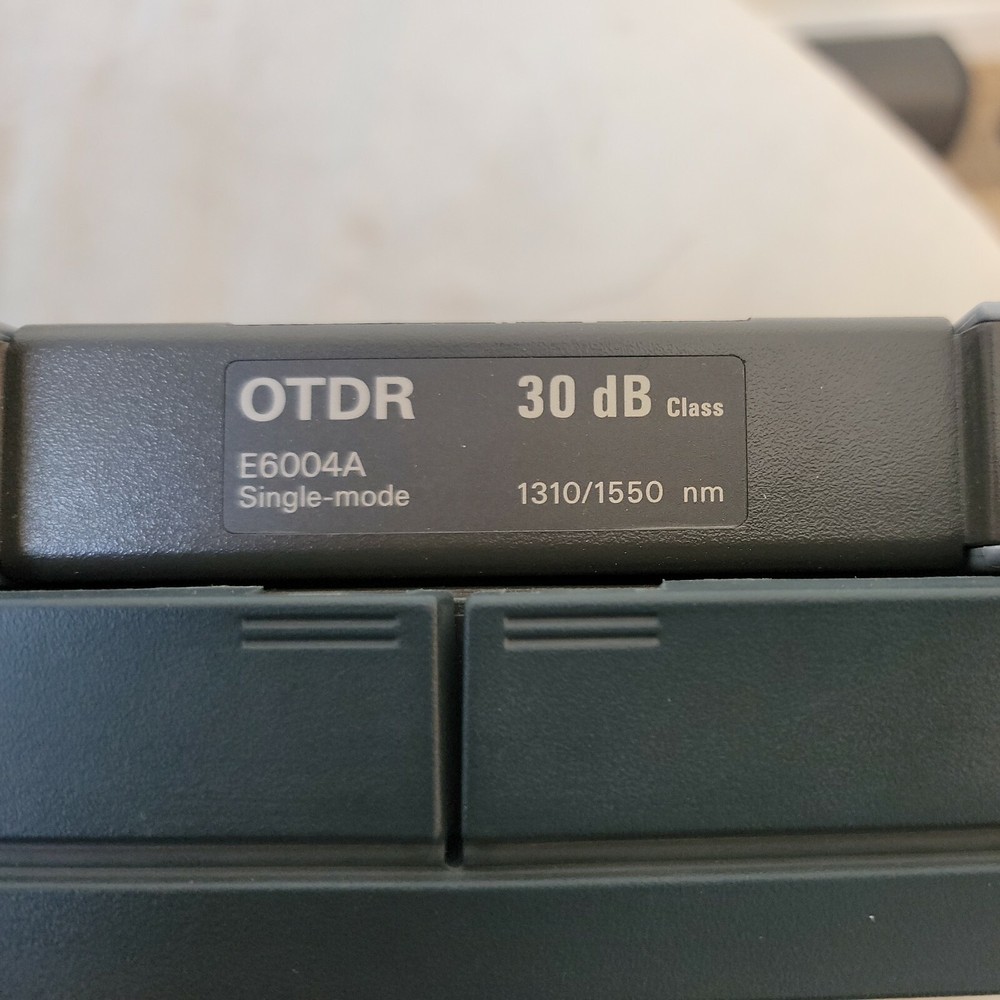 OTDR 30 dB Class
E6004A
Single-mode 1310/1550 nm